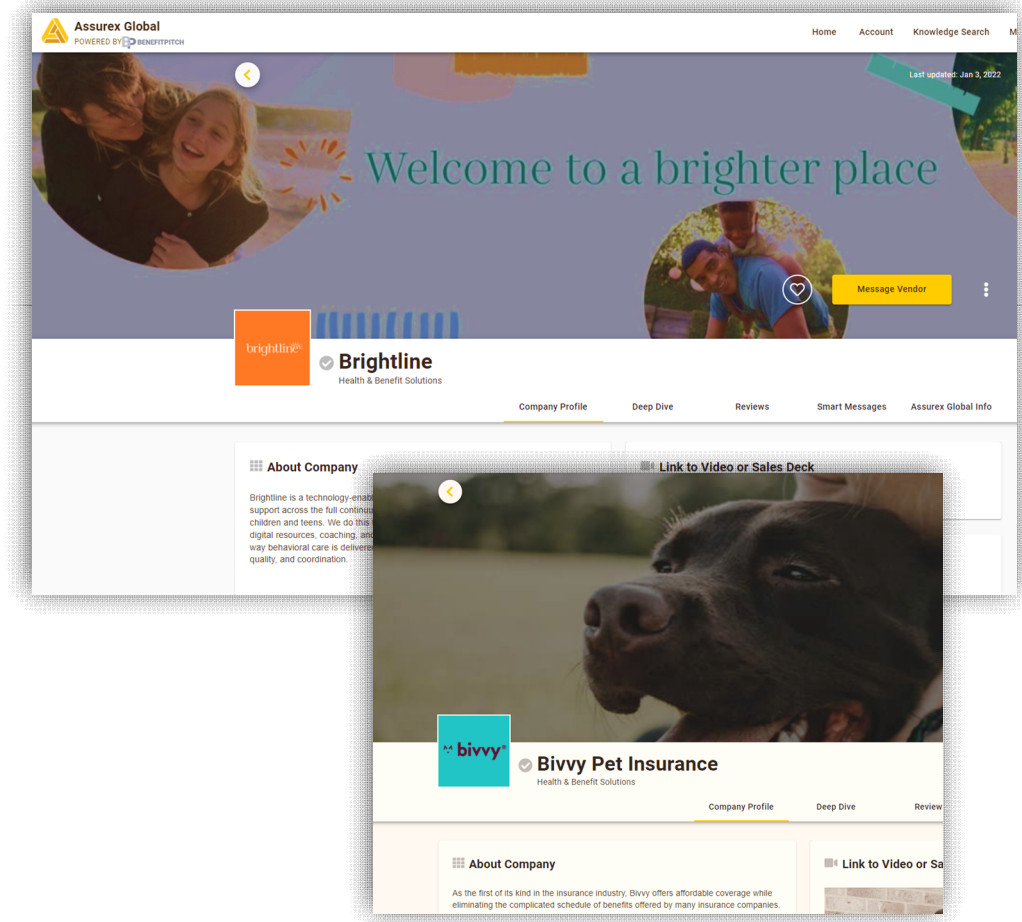 Assurex Global
POWERED BY BP BENEFITPITCH
Home Account Knowledge Search M
Last updated: Jan 3, 2022
Welcome to a brighter place
Message Vendor
brightline
Brightline
Health & Benefit Solutions
Company Profile Deep Dive Reviews Smart Messages Assurex Global Info
About Company
Link to Video or Sales Deck
Brightline is a technology-enabl
support across the full continuu
children and teens. We do this
digital resources, coaching, and
way behavioral care is delivere
quality, and coordination.
bivvy
Bivvy Pet Insurance
Health & Benefit Solutions
Company Profile Deep Dive Review
About Company
Link to Video or Sa
As the first of its kind in the insurance industry, Bivvy offers affordable coverage while
eliminating the complicated schedule of benefits offered by many insurance companies.